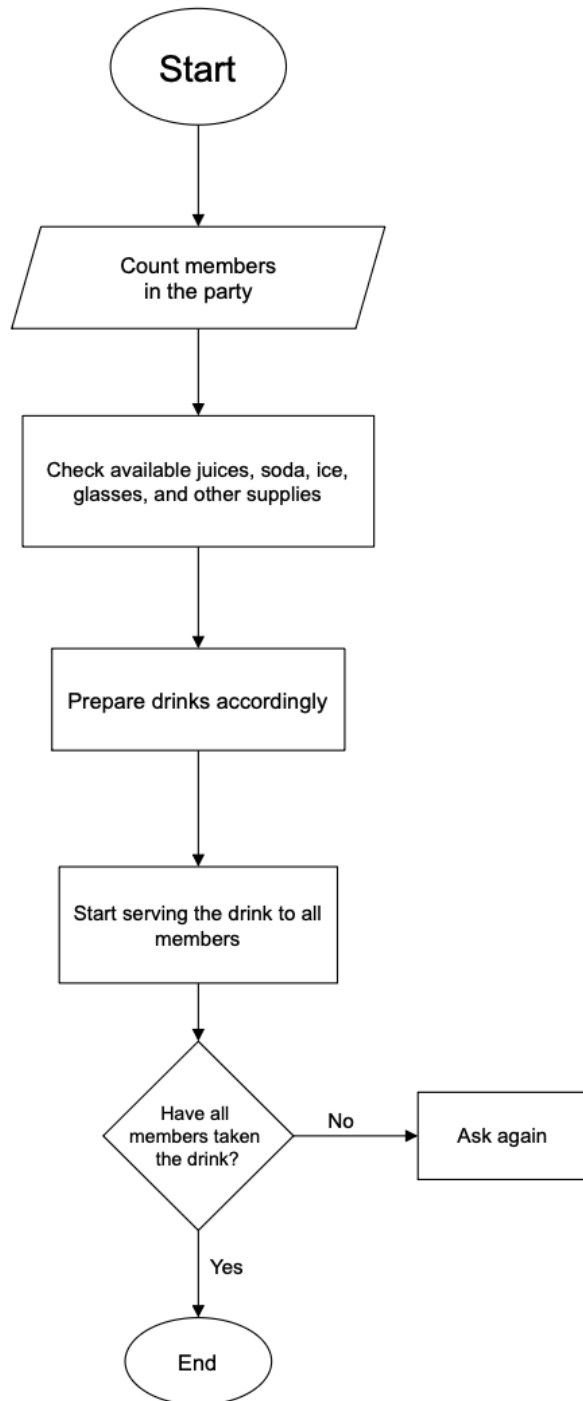 Start
Count members
in the party
Check available juices, soda, ice,
glasses, and other supplies
Prepare drinks accordingly
Start serving the drink to all
members
Have all
members taken
the drink?
No
Ask again
Yes
End